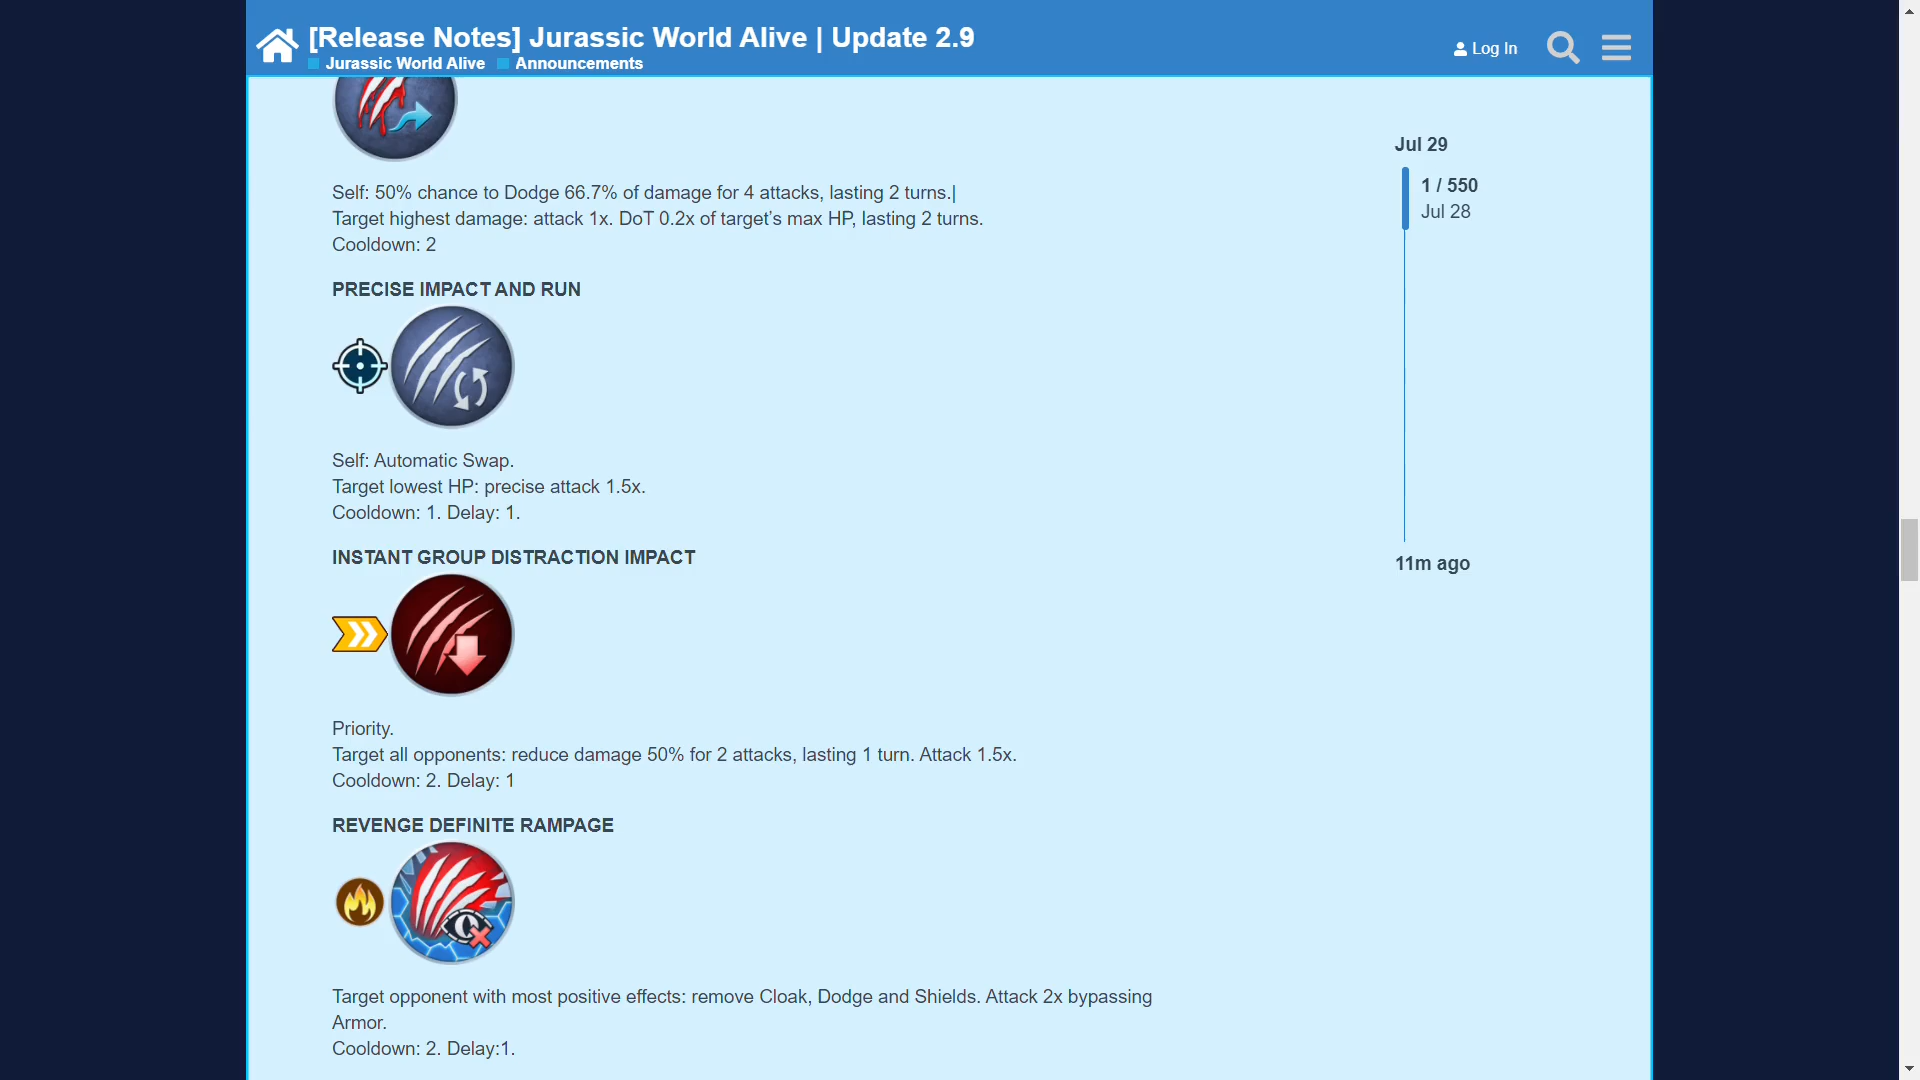 [Release Notes] Jurassic World Alive | Update 2.9
Jurassic World Alive Announcements
Log In
Self: 50% chance to Dodge 66.7% of damage for 4 attacks, lasting 2 turns.|
Target highest damage: attack 1x. DoT 0.2x of target's max HP, lasting 2 turns.
Cooldown: 2
PRECISE IMPACT AND RUN
Self: Automatic Swap.
Target lowest HP: precise attack 1.5x.
Cooldown: 1. Delay: 1.
INSTANT GROUP DISTRACTION IMPACT
Priority.
Target all opponents: reduce damage 50% for 2 attacks, lasting 1 turn. Attack 1.5x.
Cooldown: 2. Delay: 1
REVENGE DEFINITE RAMPAGE
Target opponent with most positive effects: remove Cloak, Dodge and Shields. Attack 2x bypassing
Armor.
Cooldown: 2. Delay:1.
Jul 29
1 / 550
Jul 28
11m ago